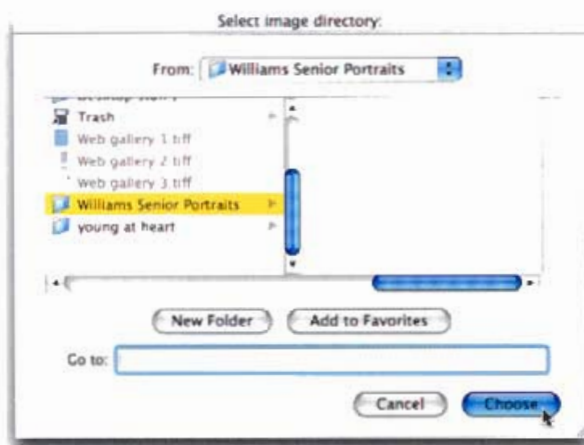 Select image directory:
From: Williams Senior Portraits
Trash
Web gallery 1.tiff
Web gallery 2.tiff
Web gallery 3.tiff
Williams Senior Portraits
young at heart
New Folder Add to Favorites
Go to:
Cancel Choose